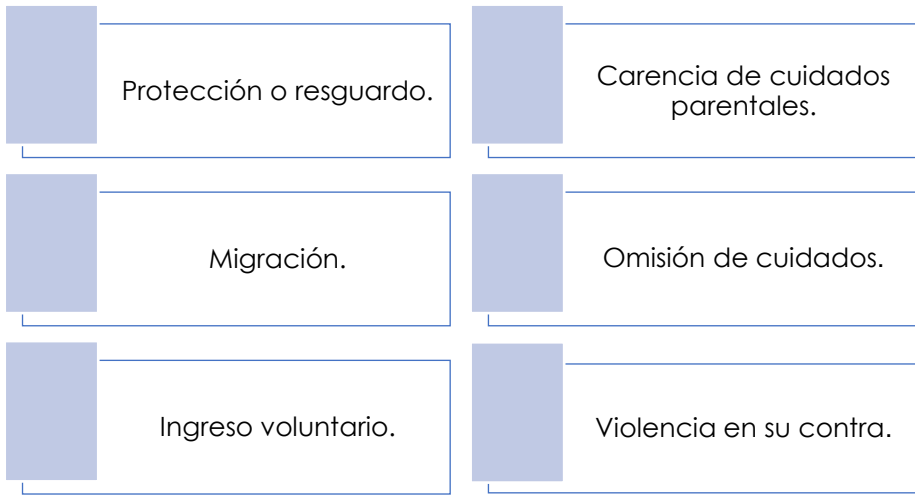 Protección o resguardo.
Carencia de cuidados
parentales.
Migración.
Omisión de cuidados.
Ingreso voluntario.
Violencia en su contra.